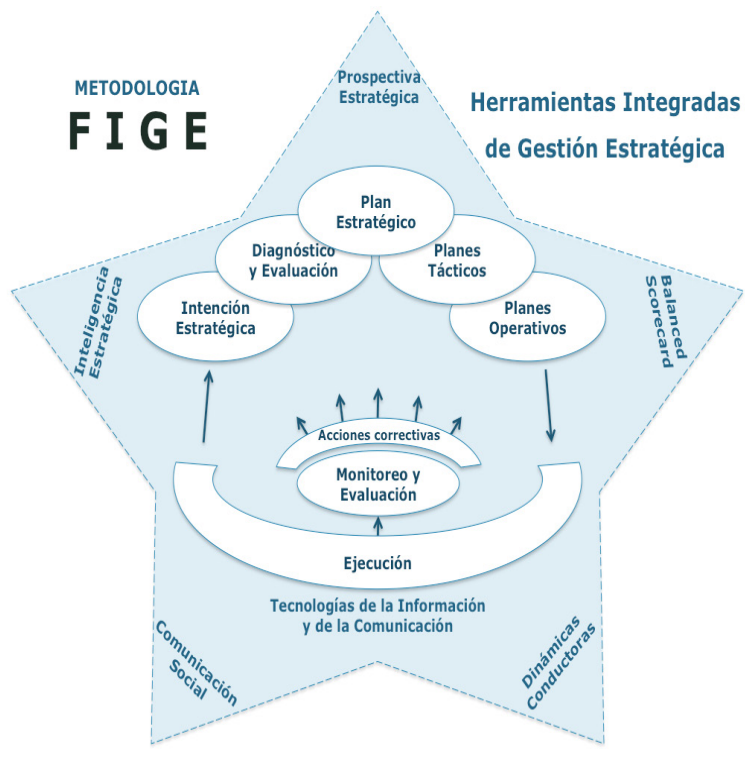 METODOLOGIA
FIGE
Herramientas Integradas
de Gestión Estratégica
Prospectiva
Estratégica
Plan
Estratégico
Diagnóstico
y Evaluación
Planes
Tácticos
Intención
Estratégica
Planes
Operativos
Inteligencia
Estratégica
Balanced
Scorecard
Acciones correctivas
Monitoreo y
Evaluación
Ejecución
Tecnologías de la Información
y de la Comunicación
Comunicación
Social
Dinámicas
Conductoras